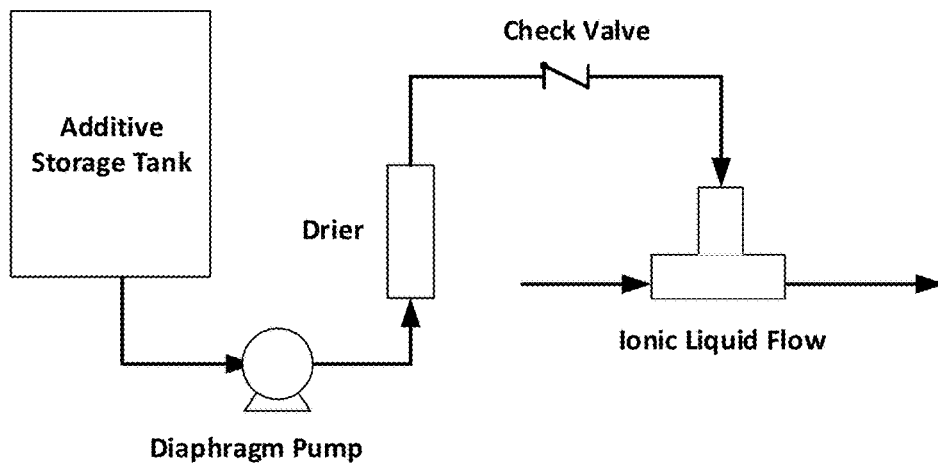 Check Valve
Additive
Storage Tank
Drier
Ionic Liquid Flow
Diaphragm Pump